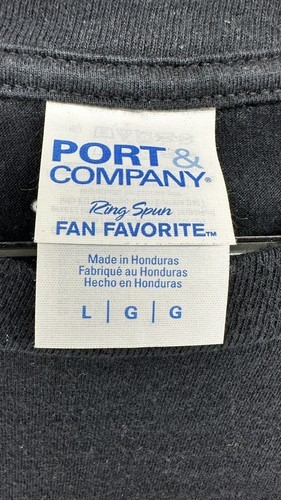 PORT &
COMPANY®
Ring Spun
FAN FAVORITE™
Made in Honduras
Fabriqué au Honduras
Hecho en Honduras
L | G | G